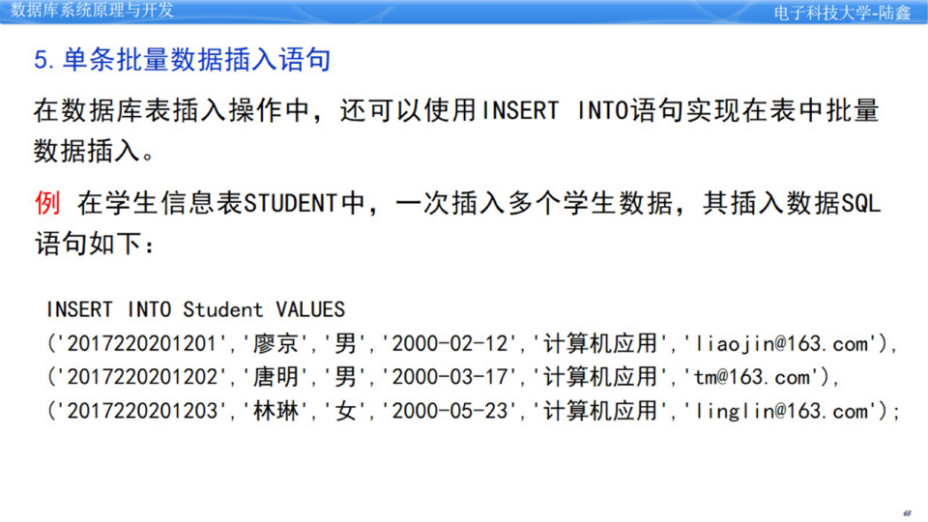 数据库系统原理与开发
电子科技大学-陆鑫
5. 单条批量数据插入语句
在数据库表插入操作中，还可以使用INSERT INTO语句实现在表中批量
数据插入。
例 在学生信息表STUDENT中，一次插入多个学生数据，其插入数据SQL
语句如下：
INSERT INTO Student VALUES
('2017220201201','廖京','男','2000-02-12','计算机应用','liaojin@163.com'),
('2017220201202','唐明','男','2000-03-17','计算机应用','tm@163.com'),
('2017220201203','林琳','女','2000-05-23','计算机应用','linglin@163.com');
68